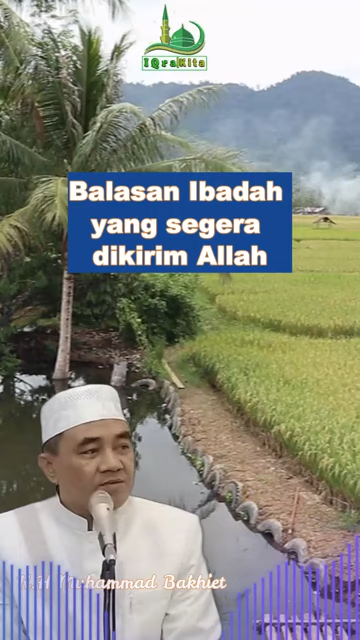 IQraKita
Balasan Ibadah
yang segera
dikirim Allah
K.H Muhammad Bakhiet